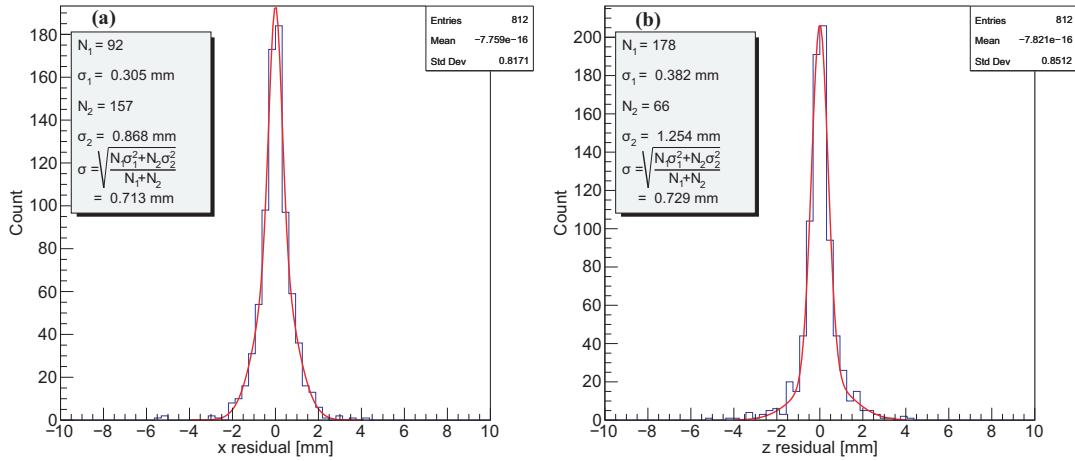 (a)
Entries 812
Mean −7.759e−16
Std Dev 0.8171
N₁ = 92
σ₁ = 0.305 mm
N₂ = 157
σ₂ = 0.868 mm
σ = √((N₁σ₁²+N₂σ₂²)/(N₁+N₂))
= 0.713 mm
Count
180
160
140
120
100
80
60
40
20
0
−10 −8 −6 −4 −2 0 2 4 6 8 10
x residual [mm]
(b)
Entries 812
Mean −7.821e−16
Std Dev 0.8512
N₁ = 178
σ₁ = 0.382 mm
N₂ = 66
σ₂ = 1.254 mm
σ = √((N₁σ₁²+N₂σ₂²)/(N₁+N₂))
= 0.729 mm
Count
200
180
160
140
120
100
80
60
40
20
0
−10 −8 −6 −4 −2 0 2 4 6 8 10
z residual [mm]